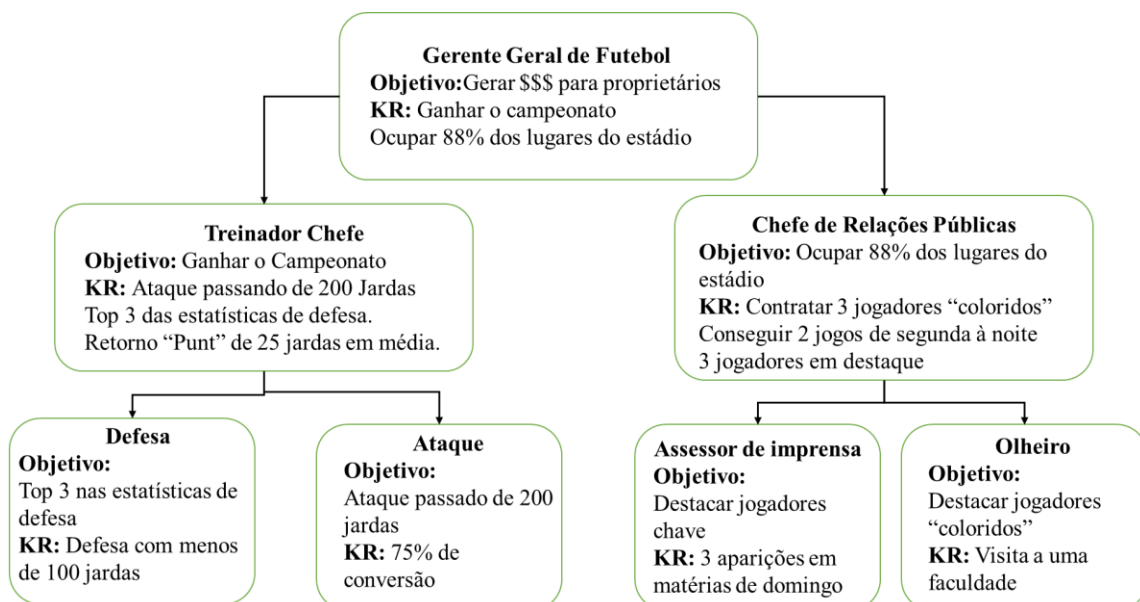 Gerente Geral de Futebol
Objetivo:Gerar $$$ para proprietários
KR: Ganhar o campeonato
Ocupar 88% dos lugares do estádio
Treinador Chefe
Objetivo: Ganhar o Campeonato
KR: Ataque passando de 200 Jardas
Top 3 das estatísticas de defesa.
Retorno “Punt” de 25 jardas em média.
Chefe de Relações Públicas
Objetivo: Ocupar 88% dos lugares do
estádio
KR: Contratar 3 jogadores “coloridos”
Conseguir 2 jogos de segunda à noite
3 jogadores em destaque
Defesa
Objetivo:
Top 3 nas estatísticas de
defesa
KR: Defesa com menos
de 100 jardas
Ataque
Objetivo:
Ataque passado de 200
jardas
KR: 75% de
conversão
Assessor de imprensa
Objetivo:
Destacar jogadores
chave
KR: 3 aparições em
matérias de domingo
Olheiro
Objetivo:
Destacar jogadores
“coloridos”
KR: Visita a uma
faculdade